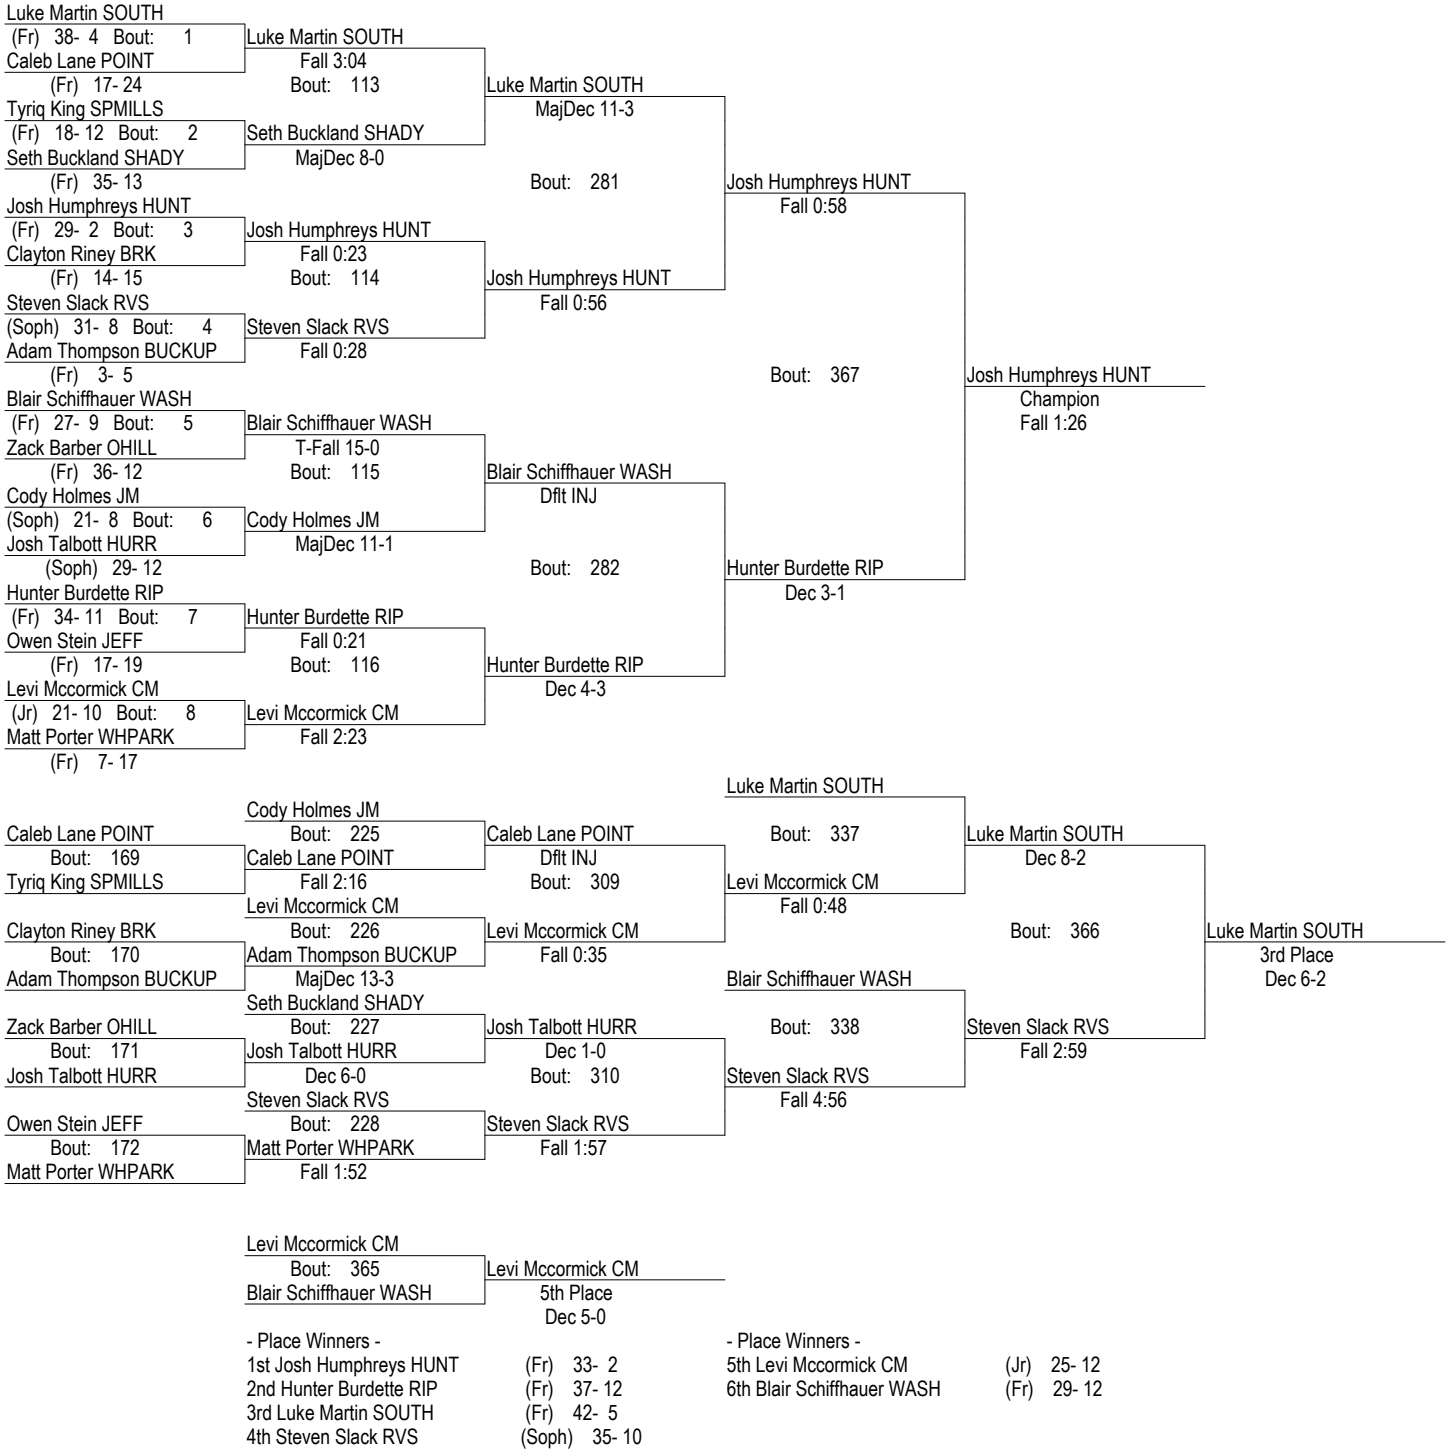 Luke Martin SOUTH
(Fr) 38- 4 Bout: 1 Luke Martin SOUTH
Caleb Lane POINT Fall 3:04
(Fr) 17- 24 Bout: 113 Luke Martin SOUTH
Tyriq King SPMILLS MajDec 11-3
(Fr) 18- 12 Bout: 2 Seth Buckland SHADY
Seth Buckland SHADY MajDec 8-0
(Fr) 35- 13 Bout: 281 Josh Humphreys HUNT
Josh Humphreys HUNT Fall 0:58
(Fr) 29- 2 Bout: 3 Josh Humphreys HUNT
Clayton Riney BRK Fall 0:23
(Fr) 14- 15 Bout: 114 Josh Humphreys HUNT
Steven Slack RVS Fall 0:56
(Soph) 31- 8 Bout: 4 Steven Slack RVS
Adam Thompson BUCKUP Fall 0:28
(Fr) 3- 5 Bout: 367 Josh Humphreys HUNT
Blair Schiffhauer WASH Champion
(Fr) 27- 9 Bout: 5 Blair Schiffhauer WASH Fall 1:26
Zack Barber OHILL T-Fall 15-0
(Fr) 36- 12 Bout: 115 Blair Schiffhauer WASH
Cody Holmes JM Dflt INJ
(Soph) 21- 8 Bout: 6 Cody Holmes JM
Josh Talbott HURR MajDec 11-1
(Soph) 29- 12 Bout: 282 Hunter Burdette RIP
Hunter Burdette RIP Dec 3-1
(Fr) 34- 11 Bout: 7 Hunter Burdette RIP
Owen Stein JEFF Fall 0:21
(Fr) 17- 19 Bout: 116 Hunter Burdette RIP
Levi Mccormick CM Dec 4-3
(Jr) 21- 10 Bout: 8 Levi Mccormick CM
Matt Porter WHPARK Fall 2:23
(Fr) 7- 17
Luke Martin SOUTH
Cody Holmes JM
Caleb Lane POINT Bout: 225 Caleb Lane POINT Bout: 337 Luke Martin SOUTH
Bout: 169 Caleb Lane POINT Dflt INJ Dec 8-2
Tyriq King SPMILLS Fall 2:16 Bout: 309 Levi Mccormick CM
Levi Mccormick CM Fall 0:48
Clayton Riney BRK Bout: 226 Levi Mccormick CM Bout: 366 Luke Martin SOUTH
Bout: 170 Adam Thompson BUCKUP Fall 0:35 3rd Place
Adam Thompson BUCKUP MajDec 13-3 Blair Schiffhauer WASH Dec 6-2
Seth Buckland SHADY
Zack Barber OHILL Bout: 227 Josh Talbott HURR Bout: 338 Steven Slack RVS
Bout: 171 Josh Talbott HURR Dec 1-0 Fall 2:59
Josh Talbott HURR Dec 6-0 Bout: 310 Steven Slack RVS
Steven Slack RVS Fall 4:56
Owen Stein JEFF Bout: 228 Steven Slack RVS
Bout: 172 Matt Porter WHPARK Fall 1:57
Matt Porter WHPARK Fall 1:52
Levi Mccormick CM
Bout: 365 Levi Mccormick CM
Blair Schiffhauer WASH 5th Place
Dec 5-0
- Place Winners - - Place Winners -
1st Josh Humphreys HUNT (Fr) 33- 2 5th Levi Mccormick CM (Jr) 25- 12
2nd Hunter Burdette RIP (Fr) 37- 12 6th Blair Schiffhauer WASH (Fr) 29- 12
3rd Luke Martin SOUTH (Fr) 42- 5
4th Steven Slack RVS (Soph) 35- 10